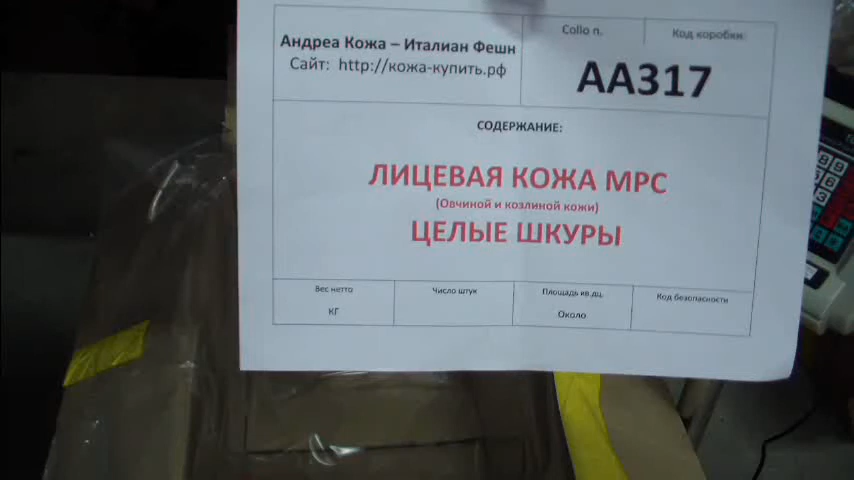 Андреа Кожа – Италиан Фешн
Сайт: http://кожа-купить.рф
Collo n.
Код коробки:
AA317
СОДЕРЖАНИЕ:
ЛИЦЕВАЯ КОЖА МРС
(Овчиной и козлиной кожи)
ЦЕЛЫЕ ШКУРЫ
Вес нетто
Число штук
Площадь кв.дц.
Код безопасности
КГ
Около